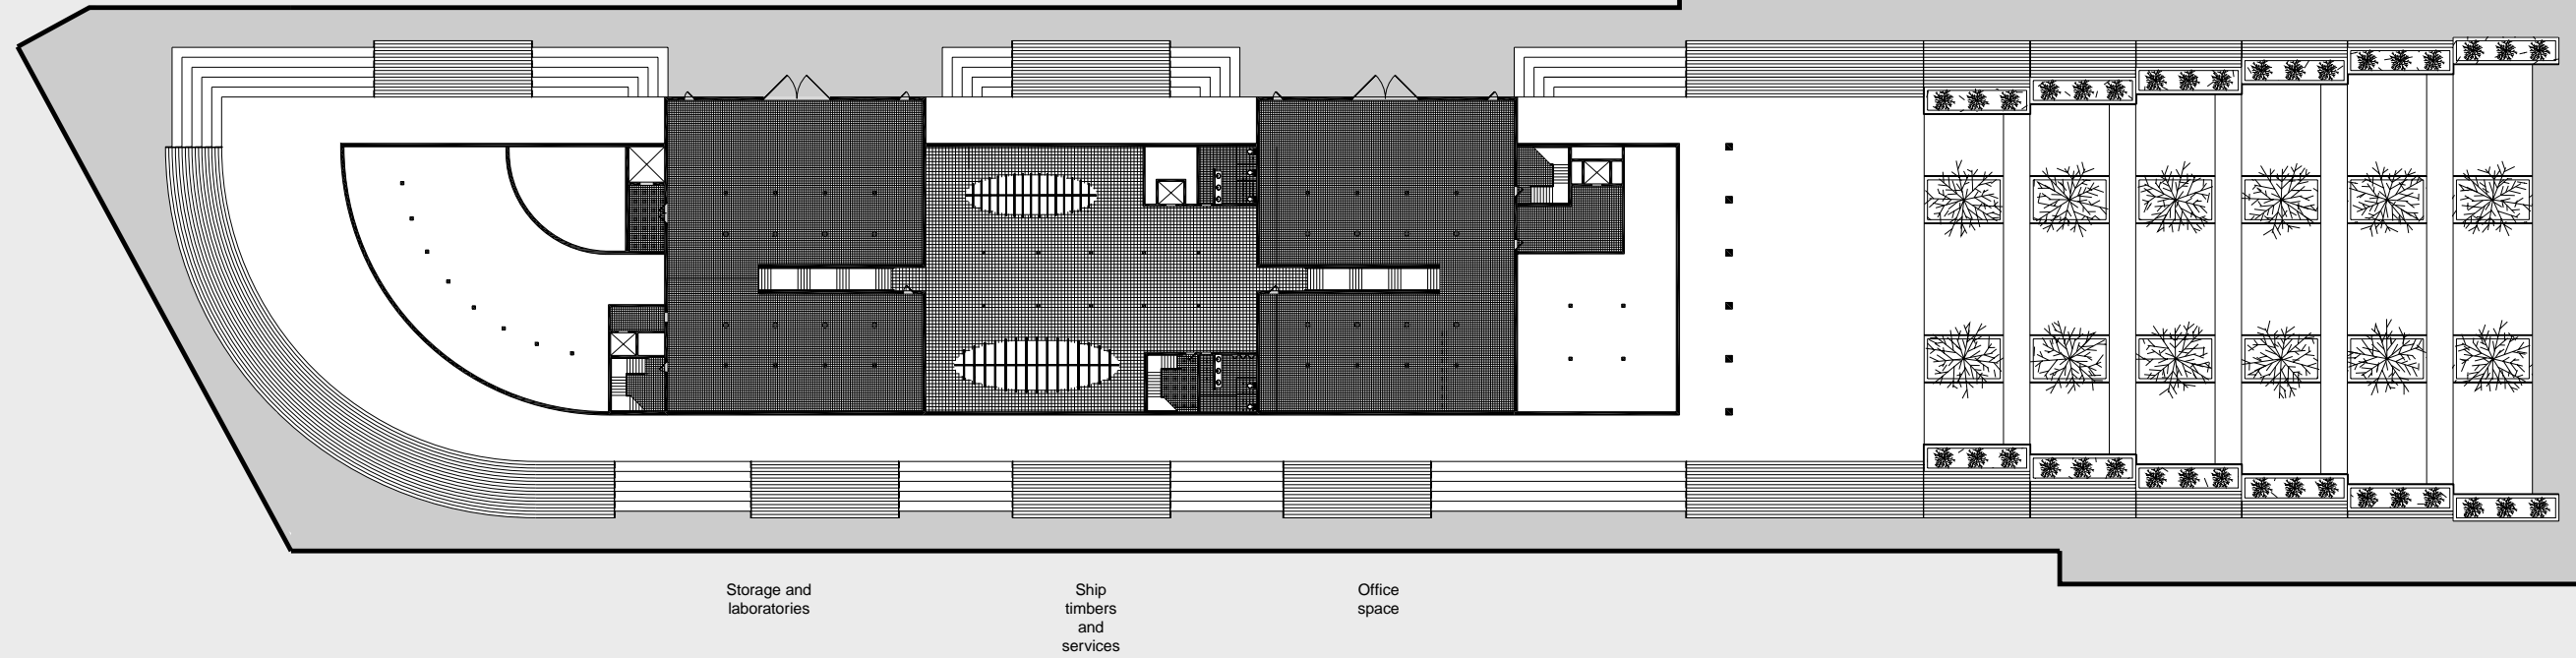 Storage and
laboratories
Ship
timbers
and
services
Office
space